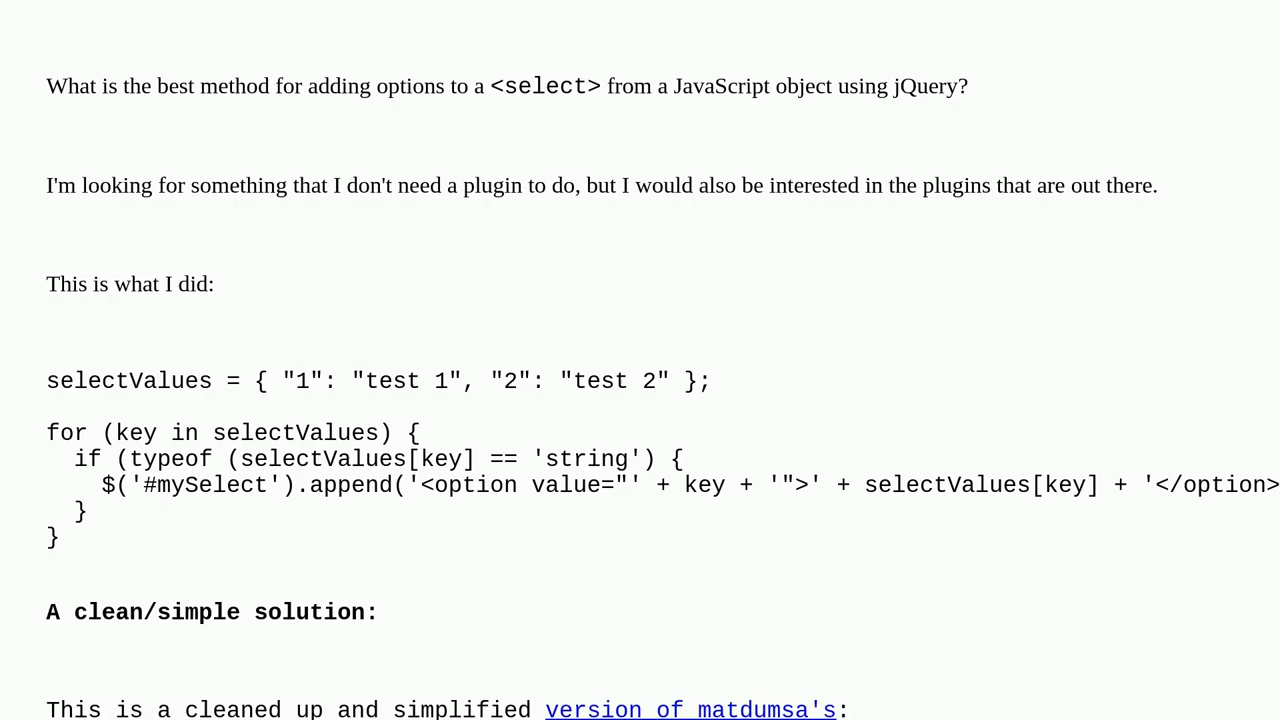 What is the best method for adding options to a <select> from a JavaScript object using jQuery?
I'm looking for something that I don't need a plugin to do, but I would also be interested in the plugins that are out there.
This is what I did:
selectValues = { "1": "test 1", "2": "test 2" };
for (key in selectValues) {
  if (typeof (selectValues[key] == 'string') {
    $('#mySelect').append('<option value="' + key + '">' + selectValues[key] + '</option>
  }
}
A clean/simple solution:
This is a cleaned up and simplified version of matdumsa's: